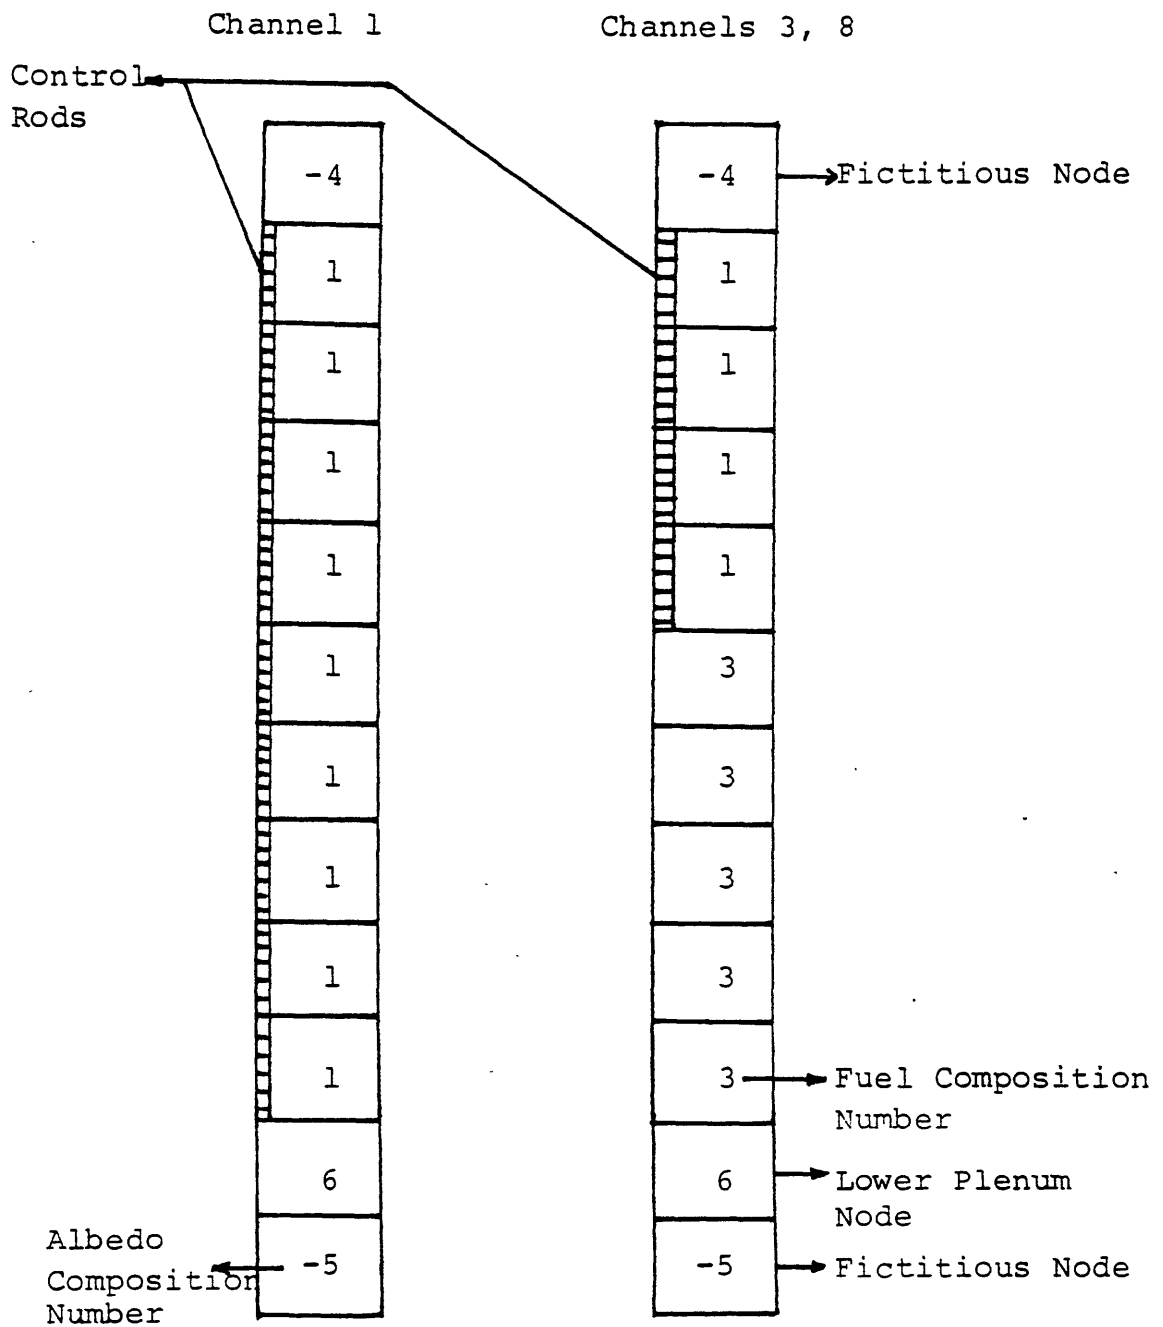 Channel 1
Channels 3, 8
Control
Rods
-4
-4
Fictitious Node
1
1
1
1
1
1
1
1
1
3
1
3
1
3
1
3
1
3
Fuel Composition
Number
6
6
Lower Plenum
Node
Albedo
Composition
Number
-5
-5
Fictitious Node